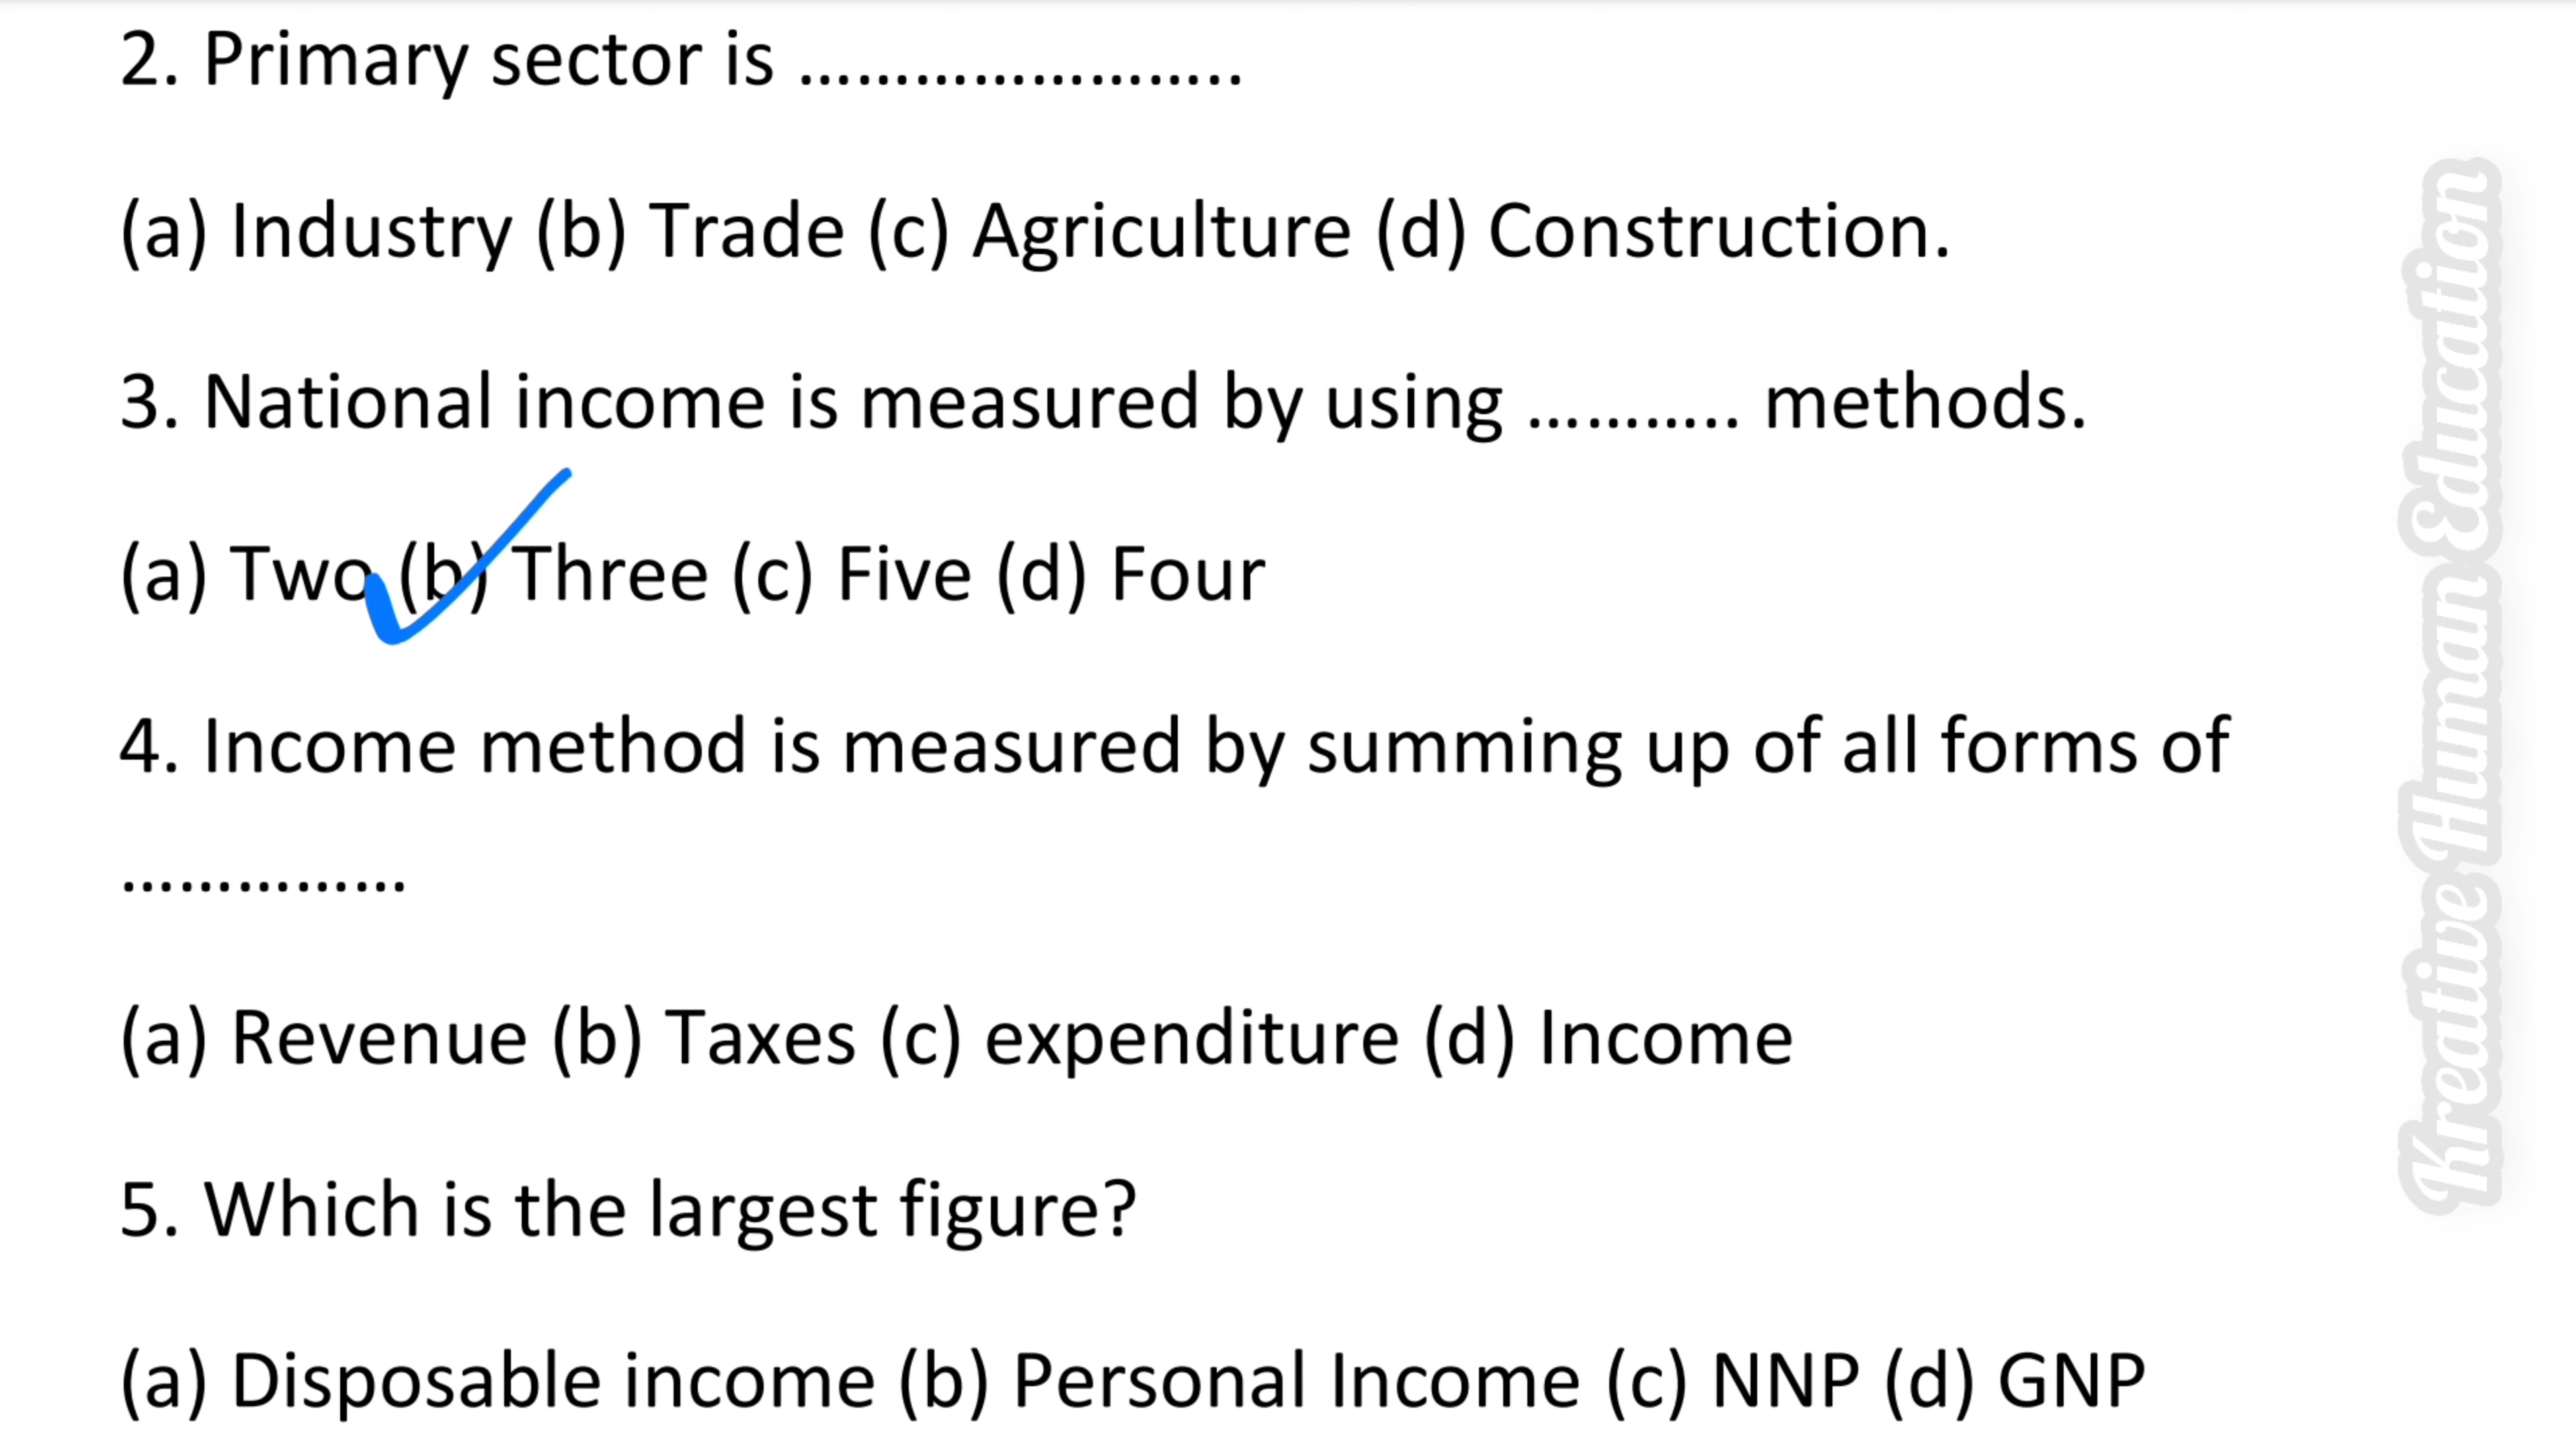 2. Primary sector is .......................
(a) Industry (b) Trade (c) Agriculture (d) Construction.
3. National income is measured by using ........... methods.
(a) Two (b) Three (c) Five (d) Four
4. Income method is measured by summing up of all forms of
...............
(a) Revenue (b) Taxes (c) expenditure (d) Income
5. Which is the largest figure?
(a) Disposable income (b) Personal Income (c) NNP (d) GNP
Kreative Human Education